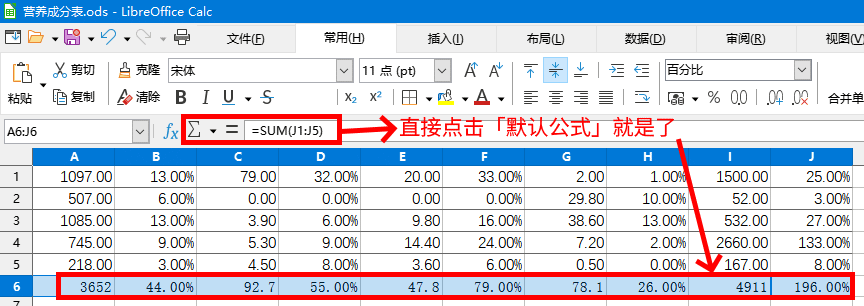 营养成分表.ods - LibreOffice Calc
文件(F) 常用(H) 插入(I) 布局(L) 数据(D) 审阅(R) 视图(V)
粘贴 剪切 克隆 宋体 11 点 (pt) 百分比
复制 清除 B I U S X₂ X² % 合并单
A6:J6 fx Σ = =SUM(J1:J5) 直接点击「默认公式」就是了
A B C D E F G H I J
1 1097.00 13.00% 79.00 32.00% 20.00 33.00% 2.00 1.00% 1500.00 25.00%
2 507.00 6.00% 0.00 0.00% 0.00 0.00% 29.80 10.00% 52.00 3.00%
3 1085.00 13.00% 3.90 6.00% 9.80 16.00% 38.60 13.00% 532.00 27.00%
4 745.00 9.00% 5.30 9.00% 14.40 24.00% 7.20 2.00% 2660.00 133.00%
5 218.00 3.00% 4.50 8.00% 3.60 6.00% 0.50 0.00% 167.00 8.00%
6 3652 44.00% 92.7 55.00% 47.8 79.00% 78.1 26.00% 4911 196.00%